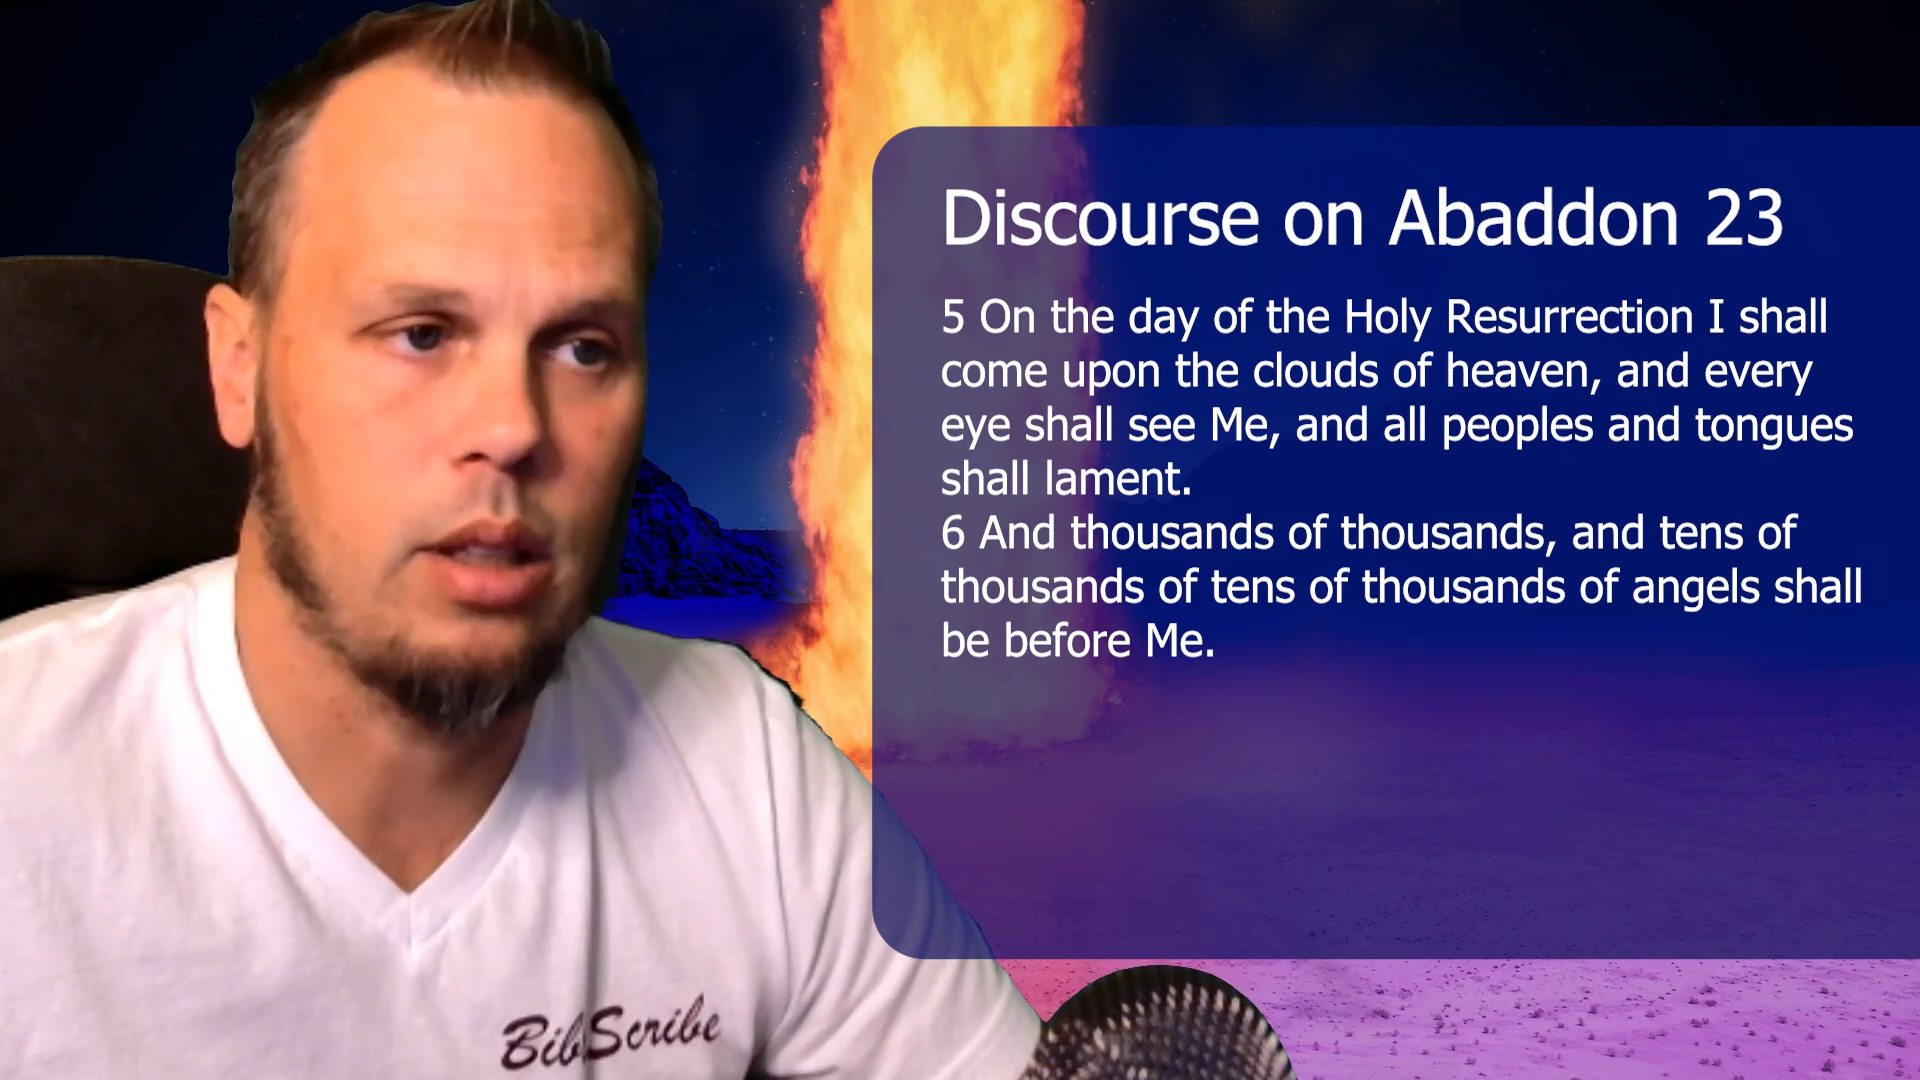 Discourse on Abaddon 23
5 On the day of the Holy Resurrection I shall
come upon the clouds of heaven, and every
eye shall see Me, and all peoples and tongues
shall lament.
6 And thousands of thousands, and tens of
thousands of tens of thousands of angels shall
be before Me.
BibScribe